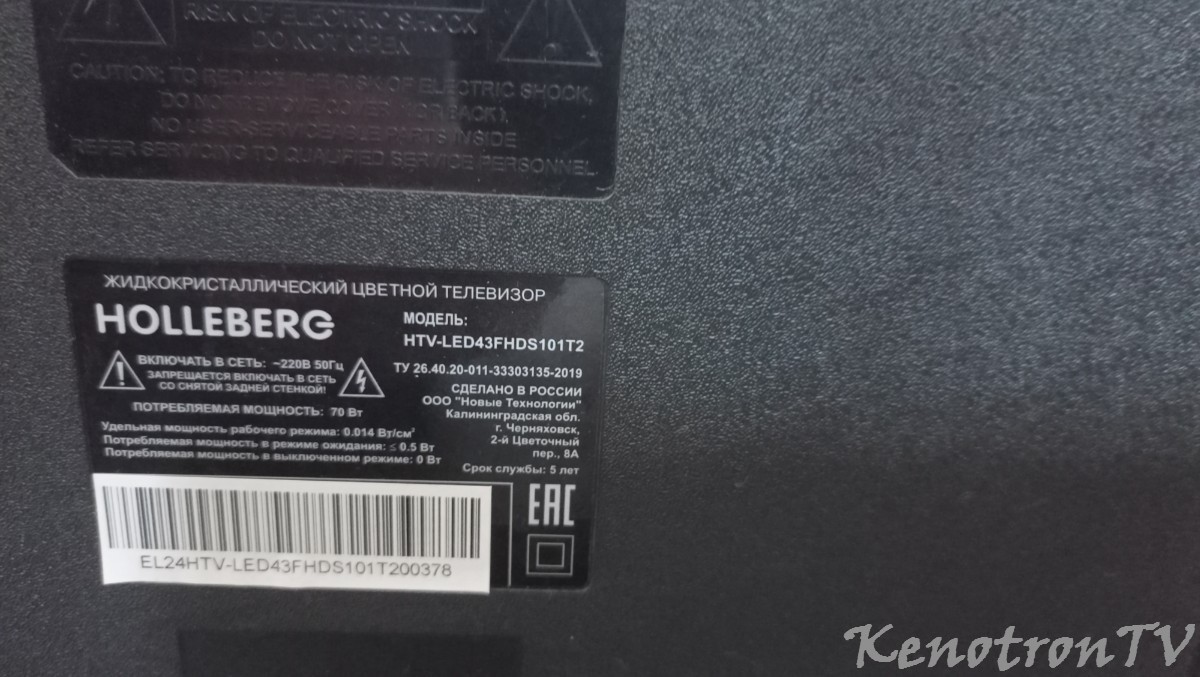 RISK OF ELECTRIC SHOCK
DO NOT OPEN
CAUTION: TO REDUCE THE RISK OF ELECTRIC SHOCK,
DO NOT REMOVE COVER (OR BACK),
NO USER-SERVICEABLE PARTS INSIDE
REFER SERVICING TO QUALIFIED SERVICE PERSONNEL
ЖИДКОКРИСТАЛЛИЧЕСКИЙ ЦВЕТНОЙ ТЕЛЕВИЗОР
HOLLEBERG
МОДЕЛЬ:
HTV-LED43FHDS101T2
ВКЛЮЧАТЬ В СЕТЬ: ~220В 50Гц
ЗАПРЕЩАЕТСЯ ВКЛЮЧАТЬ В СЕТЬ
СО СНЯТОЙ ЗАДНЕЙ СТЕНКОЙ!
ПОТРЕБЛЯЕМАЯ МОЩНОСТЬ: 70 Вт
Удельная мощность рабочего режима: 0.014 Вт/см²
Потребляемая мощность в режиме ожидания: ≤ 0.5 Вт
Потребляемая мощность в выключенном режиме: 0 Вт
ТУ 26.40.20-011-33303135-2019
СДЕЛАНО В РОССИИ
ООО "Новые Технологии"
Калининградская обл.
г. Черняховск,
2-й Цветочный
пер., 8А
Срок службы: 5 лет
EAC
EL24HTV-LED43FHDS101T200378
KenotronTV